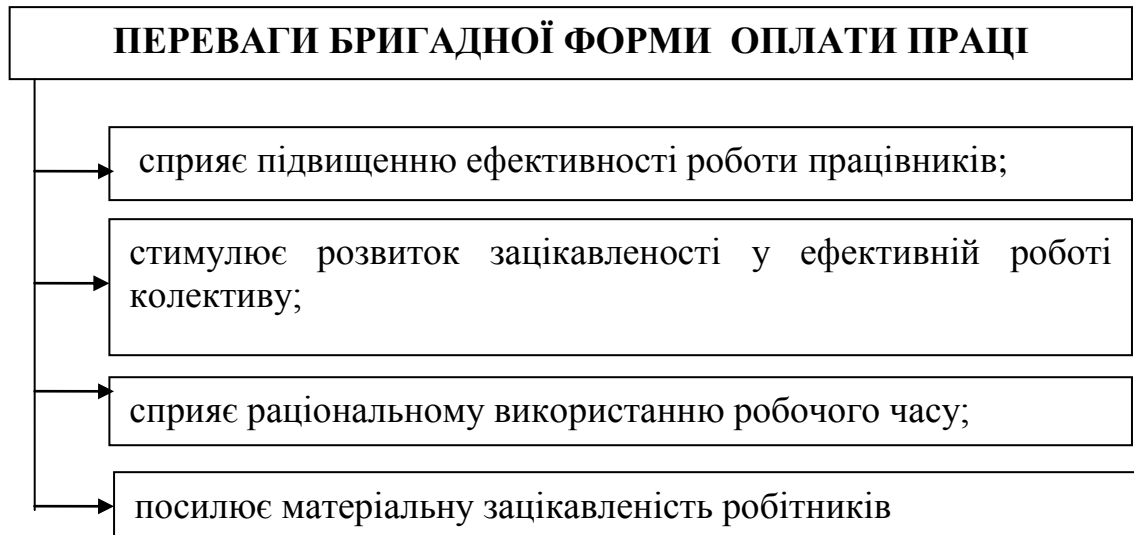 ПЕРЕВАГИ БРИГАДНОЇ ФОРМИ ОПЛАТИ ПРАЦІ
сприяє підвищенню ефективності роботи працівників;
стимулює розвиток зацікавленості у ефективній роботі
колективу;
сприяє раціональному використанню робочого часу;
посилює матеріальну зацікавленість робітників